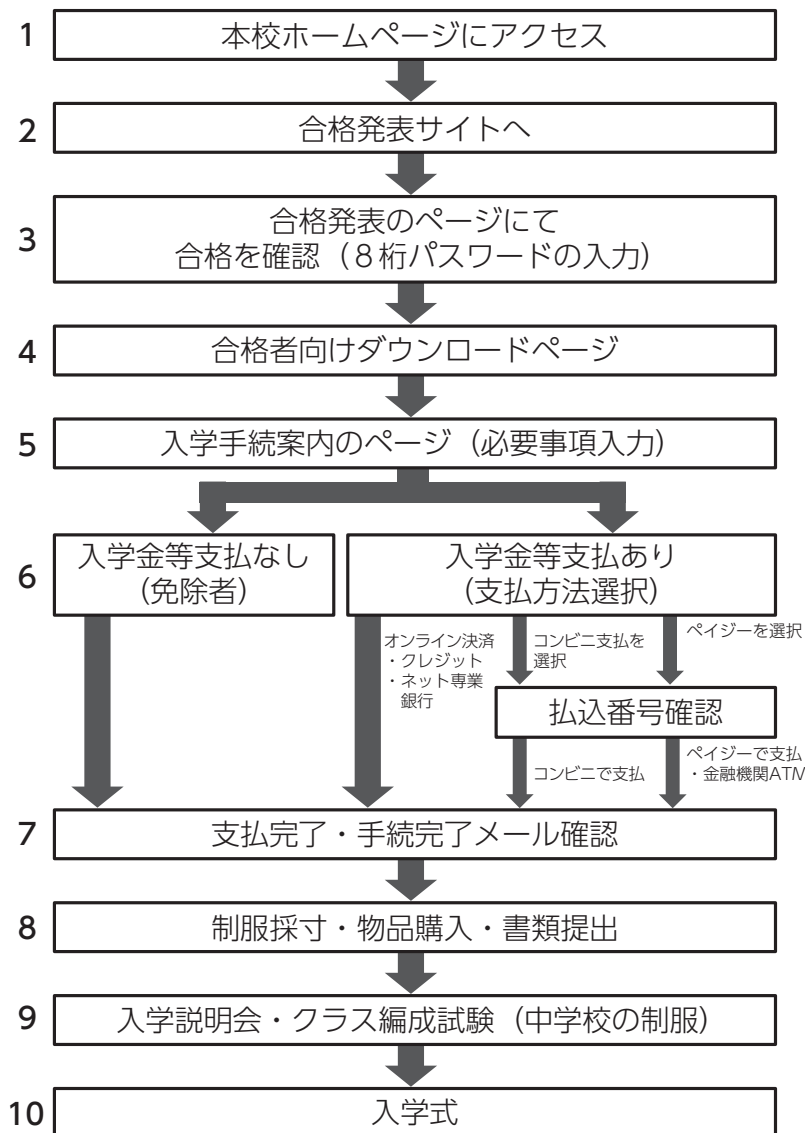 1 本校ホームページにアクセス
2 合格発表サイトへ
3 合格発表のページにて
合格を確認（８桁パスワードの入力）
4 合格者向けダウンロードページ
5 入学手続案内のページ（必要事項入力）
6 入学金等支払なし
（免除者）
入学金等支払あり
（支払方法選択）
オンライン決済
・クレジット
・ネット専業
銀行
コンビニ支払を
選択
ペイジーを選択
払込番号確認
コンビニで支払
ペイジーで支払
・金融機関ATM
7 支払完了・手続完了メール確認
8 制服採寸・物品購入・書類提出
9 入学説明会・クラス編成試験（中学校の制服）
10 入学式